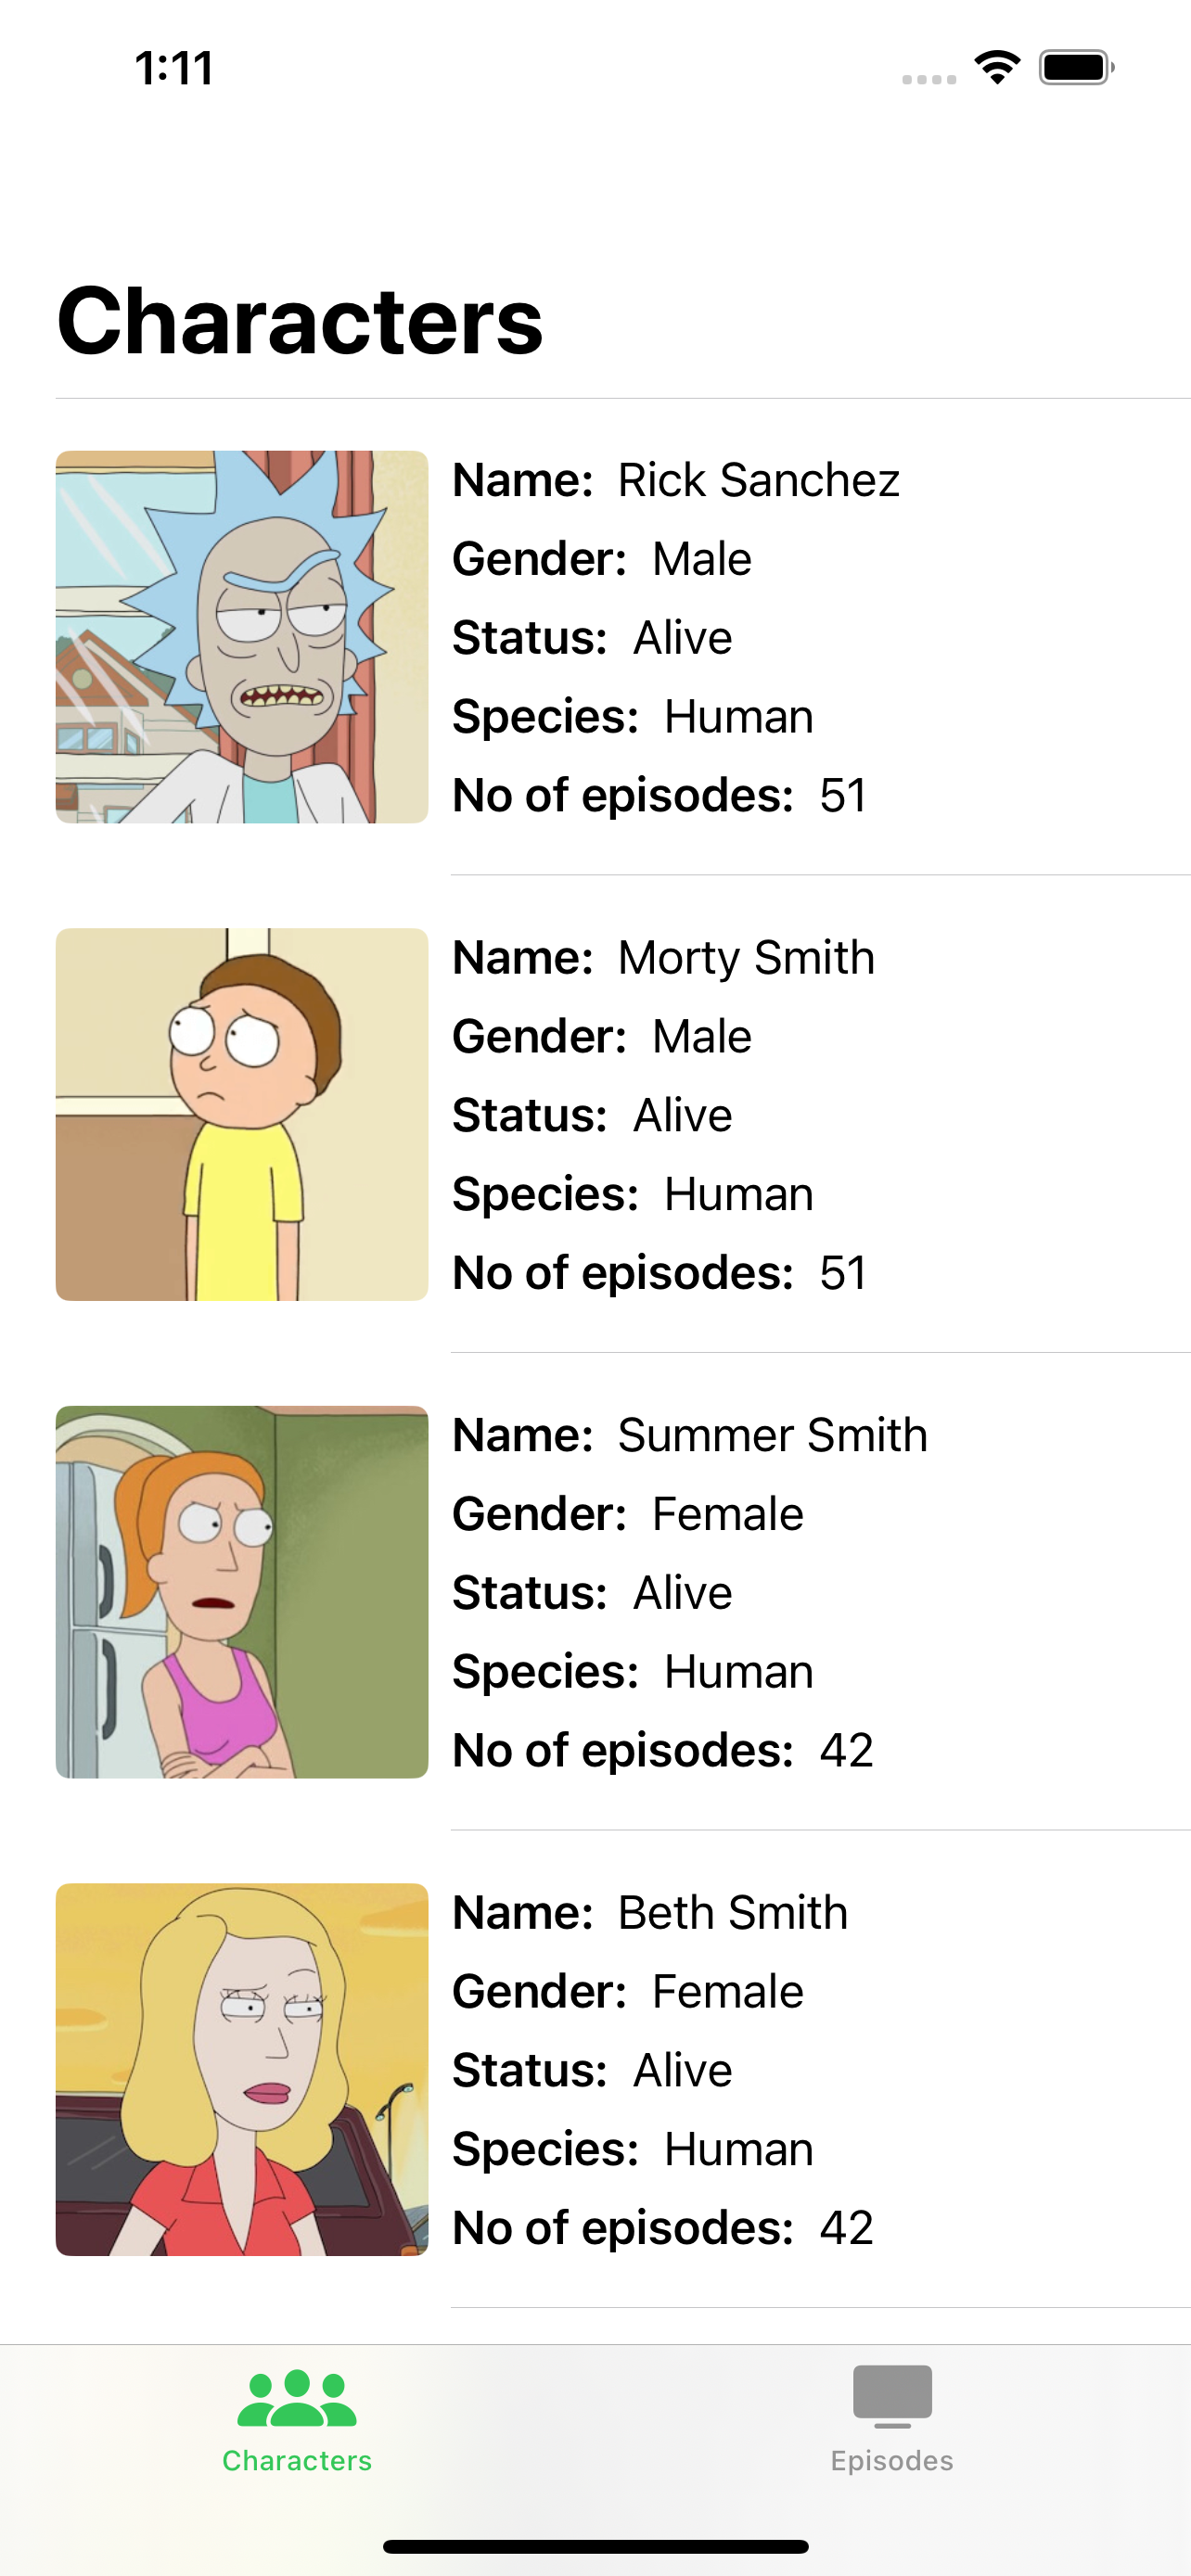 1:11
Characters
Name: Rick Sanchez
Gender: Male
Status: Alive
Species: Human
No of episodes: 51
Name: Morty Smith
Gender: Male
Status: Alive
Species: Human
No of episodes: 51
Name: Summer Smith
Gender: Female
Status: Alive
Species: Human
No of episodes: 42
Name: Beth Smith
Gender: Female
Status: Alive
Species: Human
No of episodes: 42
Characters
Episodes